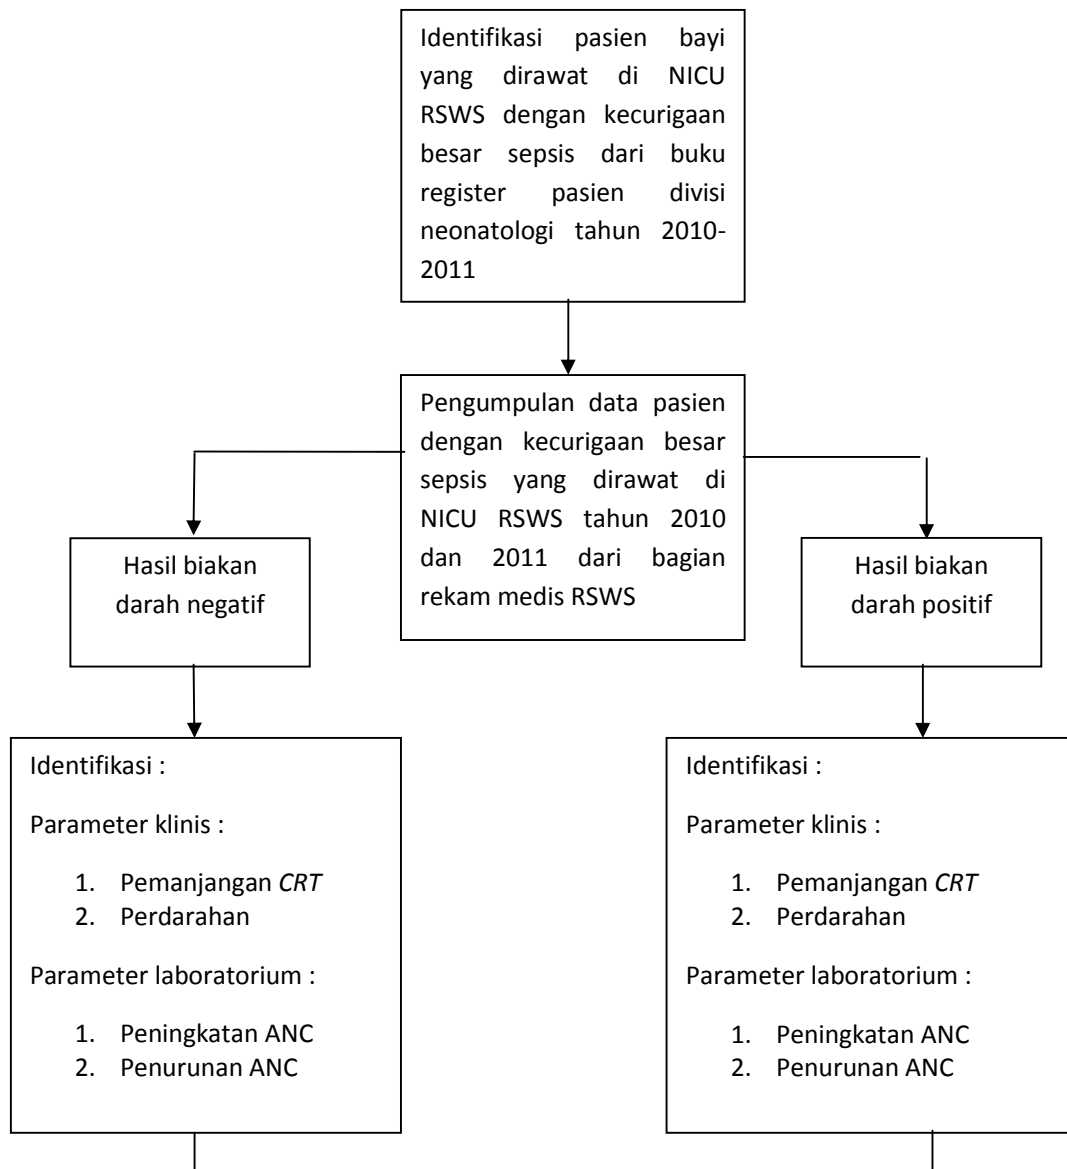 Identifikasi pasien bayi
yang dirawat di NICU
RSWS dengan kecurigaan
besar sepsis dari buku
register pasien divisi
neonatologi tahun 2010-
2011
Pengumpulan data pasien
dengan kecurigaan besar
sepsis yang dirawat di
NICU RSWS tahun 2010
dan 2011 dari bagian
rekam medis RSWS
Hasil biakan
darah negatif
Hasil biakan
darah positif
Identifikasi :
Parameter klinis :
1. Pemanjangan CRT
2. Perdarahan
Parameter laboratorium :
1. Peningkatan ANC
2. Penurunan ANC
Identifikasi :
Parameter klinis :
1. Pemanjangan CRT
2. Perdarahan
Parameter laboratorium :
1. Peningkatan ANC
2. Penurunan ANC